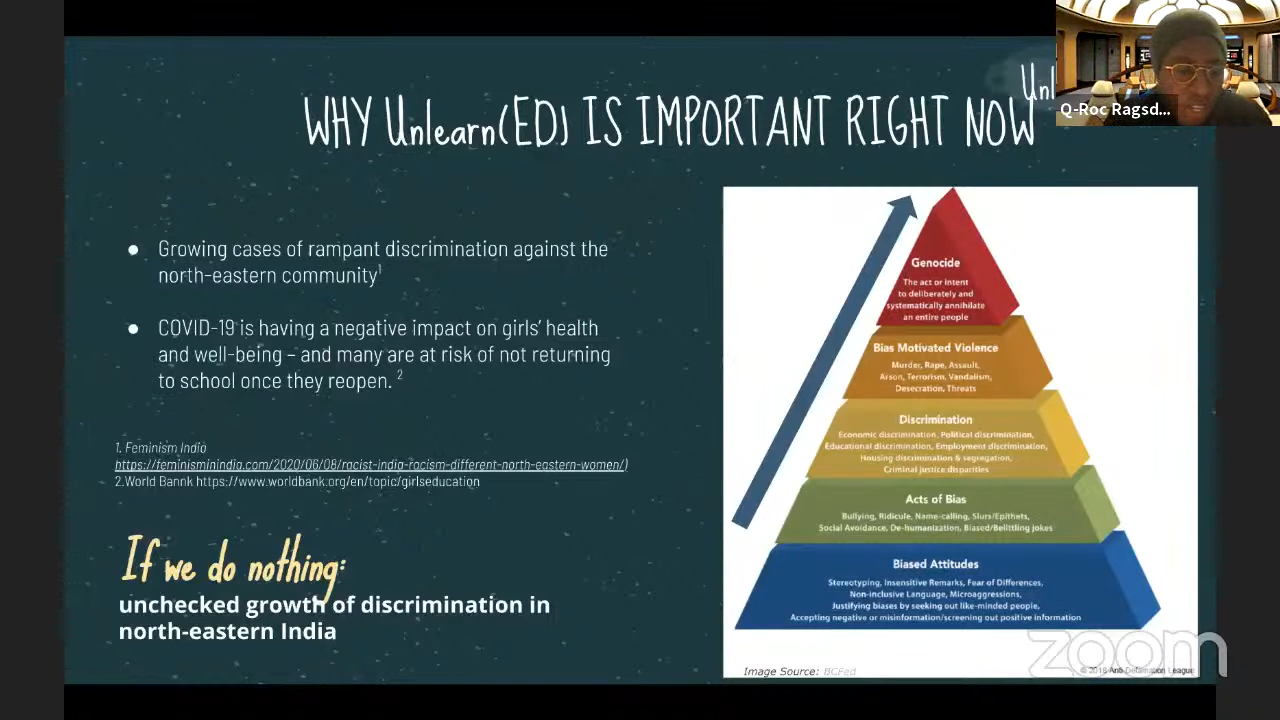 Unl
WHY Unlearn(ED) IS IMPORTANT RIGHT NOW
Q-Roc Ragsd...
● Growing cases of rampant discrimination against the
north-eastern community1
● COVID-19 is having a negative impact on girls’ health
and well-being – and many are at risk of not returning
to school once they reopen. 2
1. Feminism India
https://feminisminindia.com/2020/06/08/racist-india-racism-different-north-eastern-women/)
2.World Bannk https://www.worldbank.org/en/topic/girlseducation
If we do nothing:
unchecked growth of discrimination in
north-eastern India
Genocide
The act or intent
to deliberately and
systematically annihilate
an entire people
Bias Motivated Violence
Murder, Rape, Assault,
Arson, Terrorism, Vandalism,
Desecration, Threats
Discrimination
Economic discrimination, Political discrimination,
Educational discrimination, Employment discrimination,
Housing discrimination & segregation,
Criminal justice disparities
Acts of Bias
Bullying, Ridicule, Name-calling, Slurs/Epithets,
Social Avoidance, De-humanization, Biased/Belittling jokes
Biased Attitudes
Stereotyping, Insensitive Remarks, Fear of Differences,
Non-inclusive Language, Microaggressions,
Justifying biases by seeking out like-minded people,
Accepting negative or misinformation/screening out positive information
Image Source: BCFed
© 2018 Anti-Defamation League
zoom